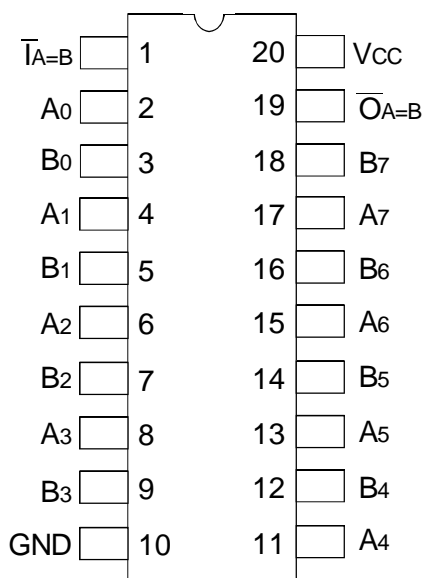 I̅A=B 1 20 VCC
A0 2 19 O̅A=B
B0 3 18 B7
A1 4 17 A7
B1 5 16 B6
A2 6 15 A6
B2 7 14 B5
A3 8 13 A5
B3 9 12 B4
GND 10 11 A4